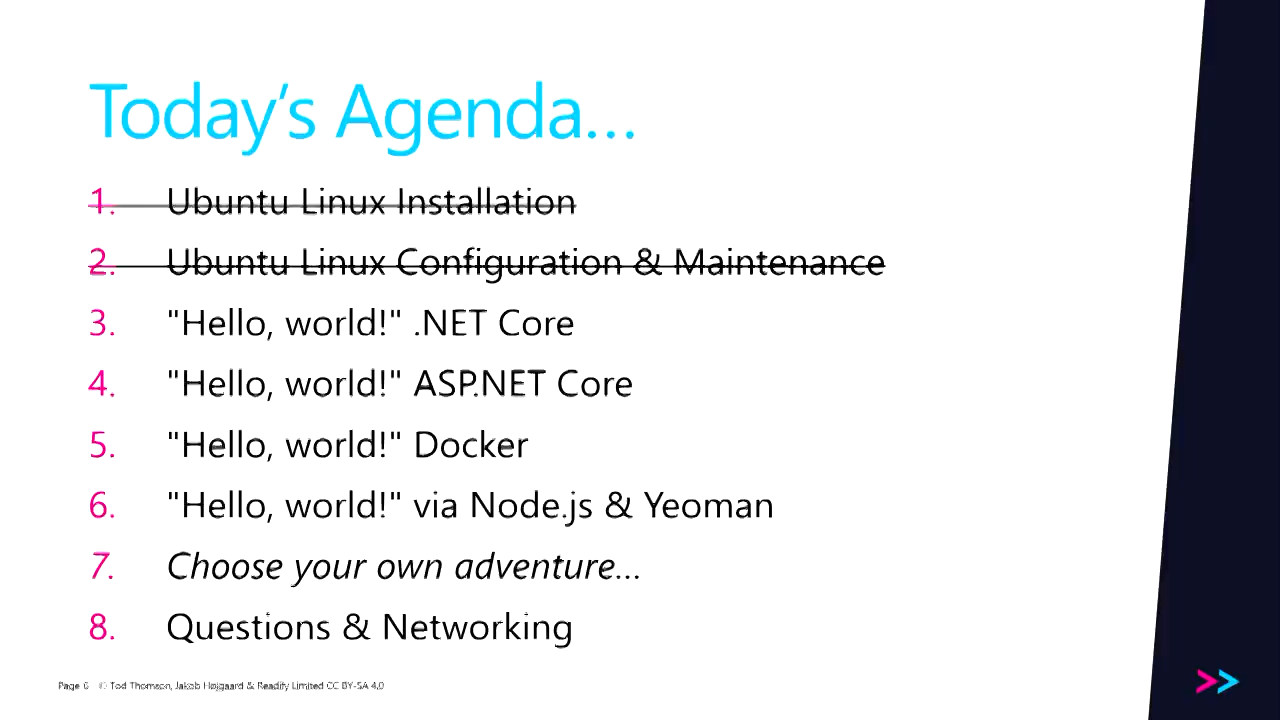 Today's Agenda...
1. Ubuntu Linux Installation
2. Ubuntu Linux Configuration & Maintenance
3. "Hello, world!" .NET Core
4. "Hello, world!" ASP.NET Core
5. "Hello, world!" Docker
6. "Hello, world!" via Node.js & Yeoman
7. Choose your own adventure...
8. Questions & Networking
Page 6 © Tod Thomson, Jakob Højgaard & Readify Limited CC BY-SA 4.0